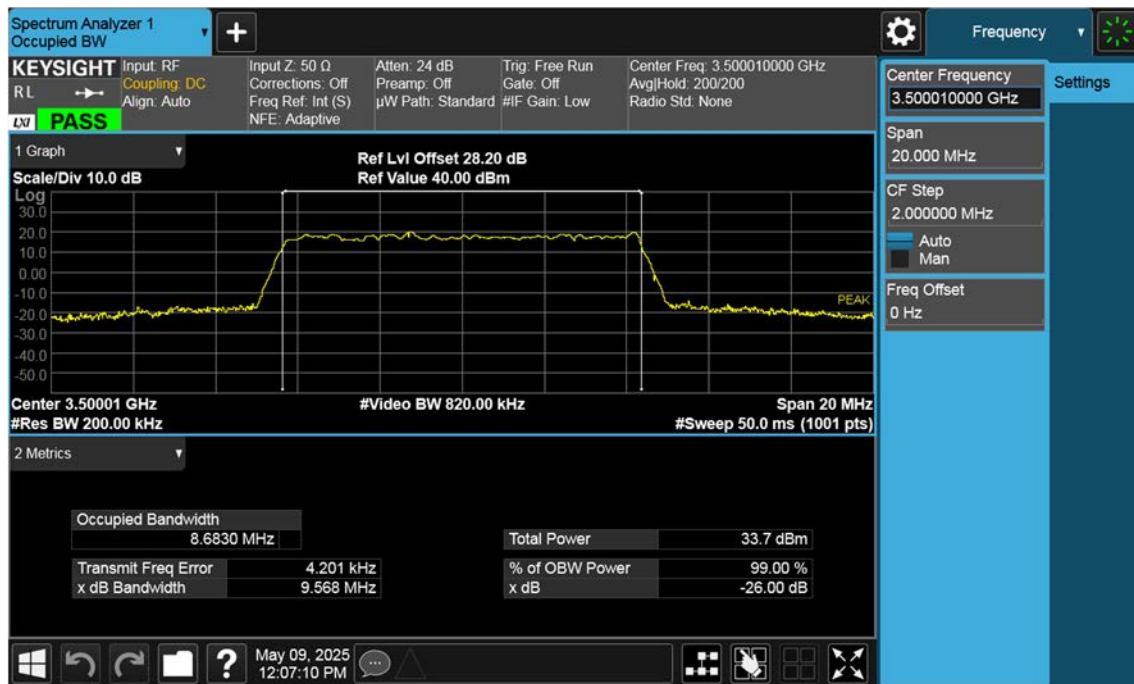 Spectrum Analyzer 1
Occupied BW
+
Frequency
KEYSIGHT
RL
LXI PASS
Input: RF
Coupling: DC
Align: Auto
Input Z: 50 Ω
Corrections: Off
Freq Ref: Int (S)
NFE: Adaptive
Atten: 24 dB
Preamp: Off
µW Path: Standard
Trig: Free Run
Gate: Off
#IF Gain: Low
Center Freq: 3.500010000 GHz
Avg|Hold: 200/200
Radio Std: None
Center Frequency
3.500010000 GHz
Settings
Span
20.000 MHz
CF Step
2.000000 MHz
Auto
Man
Freq Offset
0 Hz
1 Graph
Scale/Div 10.0 dB
Ref Lvl Offset 28.20 dB
Ref Value 40.00 dBm
Log
30.0
20.0
10.0
0.00
-10.0
-20.0
-30.0
-40.0
-50.0
PEAK
Center 3.50001 GHz
#Video BW 820.00 kHz
Span 20 MHz
#Res BW 200.00 kHz
#Sweep 50.0 ms (1001 pts)
2 Metrics
Occupied Bandwidth
8.6830 MHz
Total Power 33.7 dBm
Transmit Freq Error 4.201 kHz
% of OBW Power 99.00 %
x dB Bandwidth 9.568 MHz
x dB -26.00 dB
?
May 09, 2025
12:07:10 PM